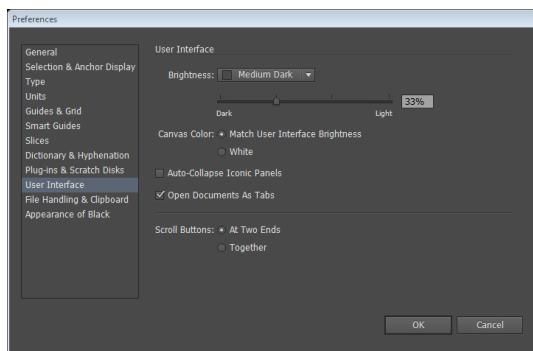 Preferences
General
Selection & Anchor Display
Type
Units
Guides & Grid
Smart Guides
Slices
Dictionary & Hyphenation
Plug-ins & Scratch Disks
User Interface
File Handling & Clipboard
Appearance of Black
User Interface
Brightness: Medium Dark
33%
Dark Light
Canvas Color: Match User Interface Brightness
White
Auto-Collapse Iconic Panels
Open Documents As Tabs
Scroll Buttons: At Two Ends
Together
OK Cancel